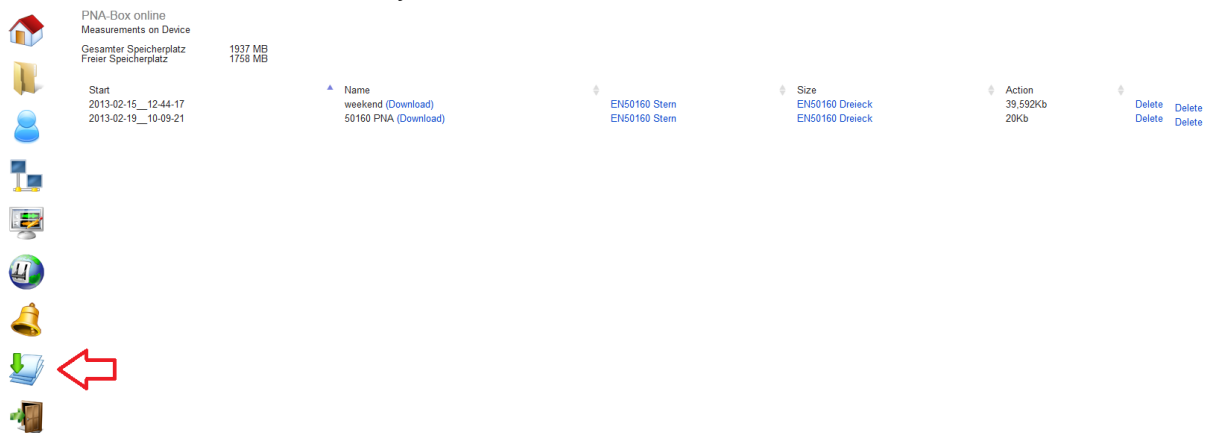 PNA-Box online
Measurements on Device
Gesamter Speicherplatz 1937 MB
Freier Speicherplatz 1758 MB
Start Name Size Action
2013-02-15__12-44-17 weekend (Download) EN50160 Stern EN50160 Dreieck 39,592Kb Delete Delete
2013-02-19__10-09-21 50160 PNA (Download) EN50160 Stern EN50160 Dreieck 20Kb Delete Delete